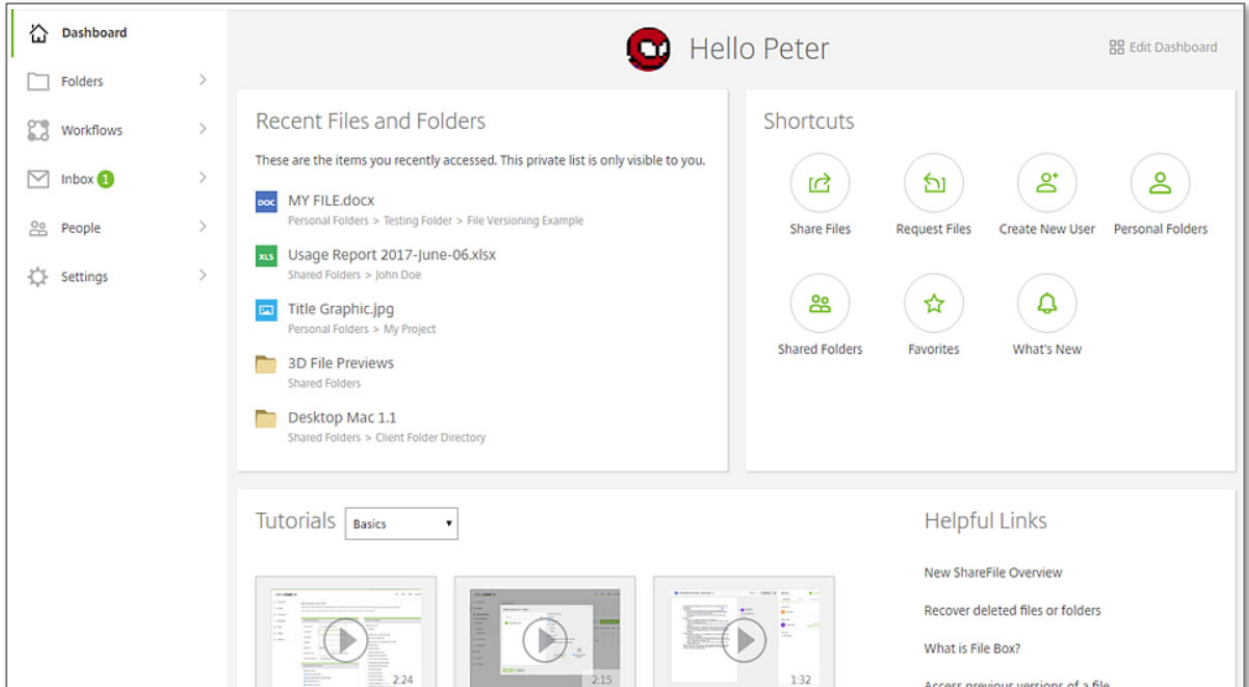 Dashboard
Folders
Workflows
Inbox 1
People
Settings
Hello Peter
Edit Dashboard
Recent Files and Folders
These are the items you recently accessed. This private list is only visible to you.
DOC MY FILE.docx
Personal Folders > Testing Folder > File Versioning Example
XLS Usage Report 2017-June-06.xlsx
Shared Folders > John Doe
Title Graphic.jpg
Personal Folders > My Project
3D File Previews
Shared Folders
Desktop Mac 1.1
Shared Folders > Client Folder Directory
Shortcuts
Share Files
Request Files
Create New User
Personal Folders
Shared Folders
Favorites
What's New
Tutorials
Basics
2:24
2:15
1:32
Helpful Links
New ShareFile Overview
Recover deleted files or folders
What is File Box?
Access previous versions of a file